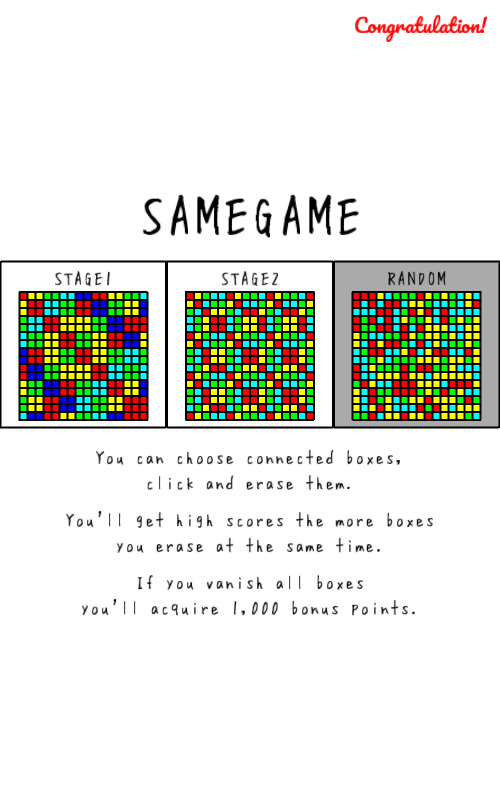 Congratulation!
SAMEGAME
STAGE1
STAGE2
RANDOM
You can choose connected boxes,
click and erase them.
You'll get high scores the more boxes
you erase at the same time.
If you vanish all boxes
you'll acquire 1,000 bonus points.